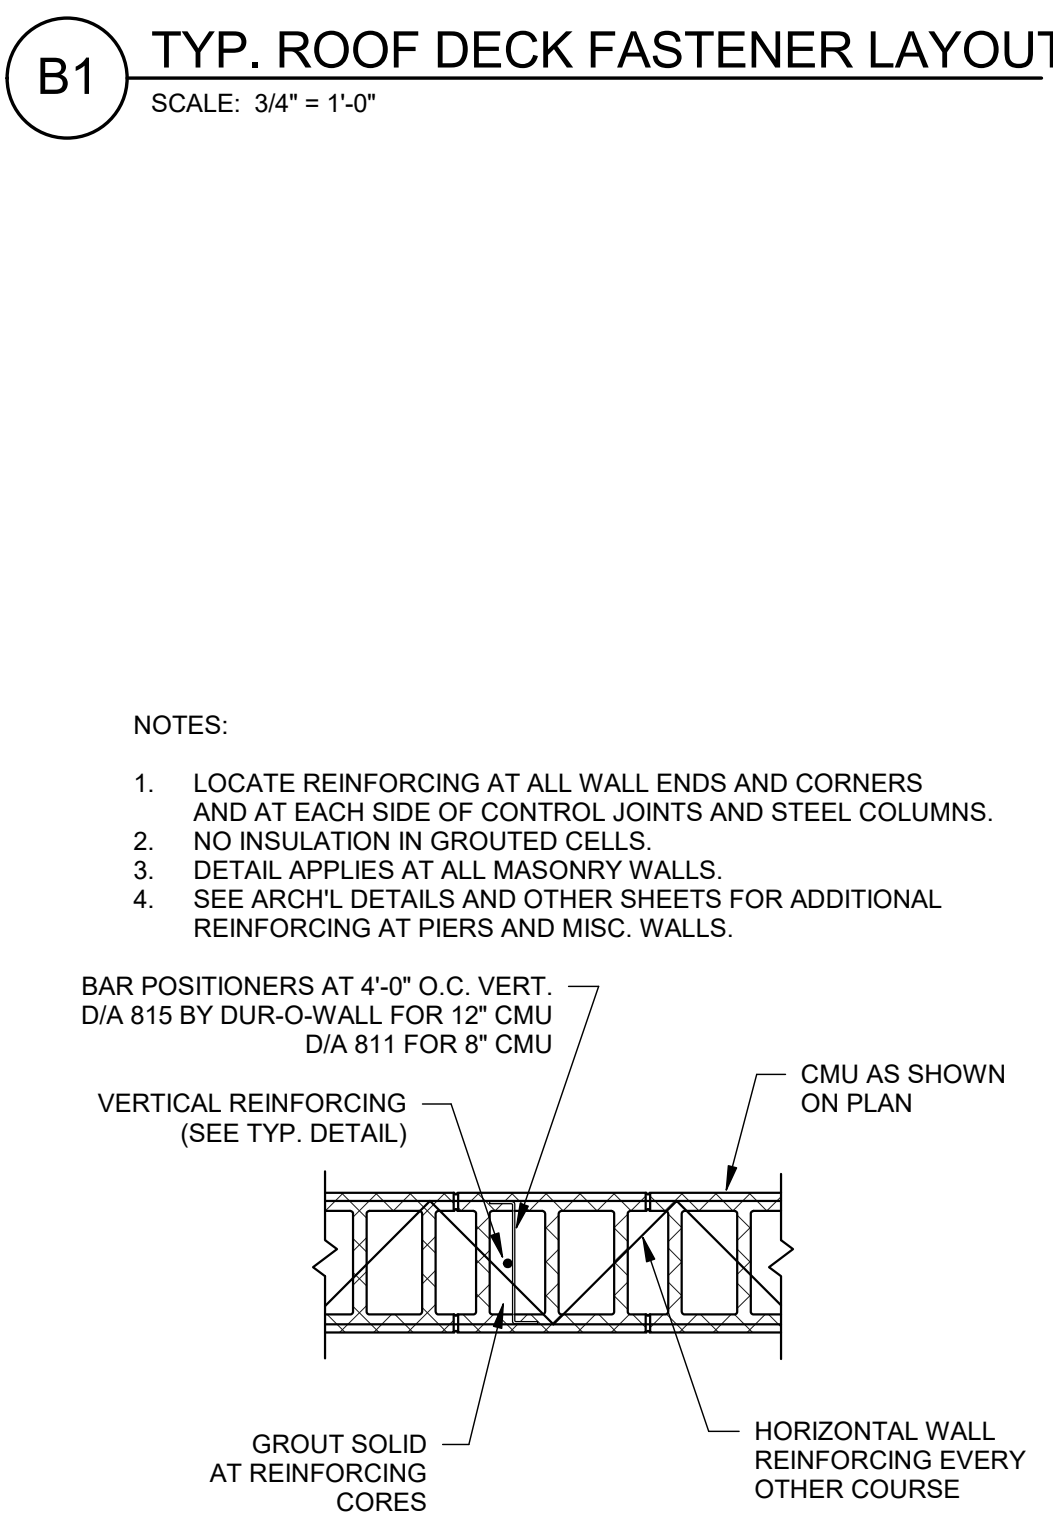 B1
TYP. ROOF DECK FASTENER LAYOUT
SCALE: 3/4" = 1'-0"
NOTES:
1. LOCATE REINFORCING AT ALL WALL ENDS AND CORNERS
AND AT EACH SIDE OF CONTROL JOINTS AND STEEL COLUMNS.
2. NO INSULATION IN GROUTED CELLS.
3. DETAIL APPLIES AT ALL MASONRY WALLS.
4. SEE ARCH'L DETAILS AND OTHER SHEETS FOR ADDITIONAL
REINFORCING AT PIERS AND MISC. WALLS.
BAR POSITIONERS AT 4'-0" O.C. VERT.
D/A 815 BY DUR-O-WALL FOR 12" CMU
D/A 811 FOR 8" CMU
CMU AS SHOWN
ON PLAN
VERTICAL REINFORCING
(SEE TYP. DETAIL)
GROUT SOLID
AT REINFORCING
CORES
HORIZONTAL WALL
REINFORCING EVERY
OTHER COURSE